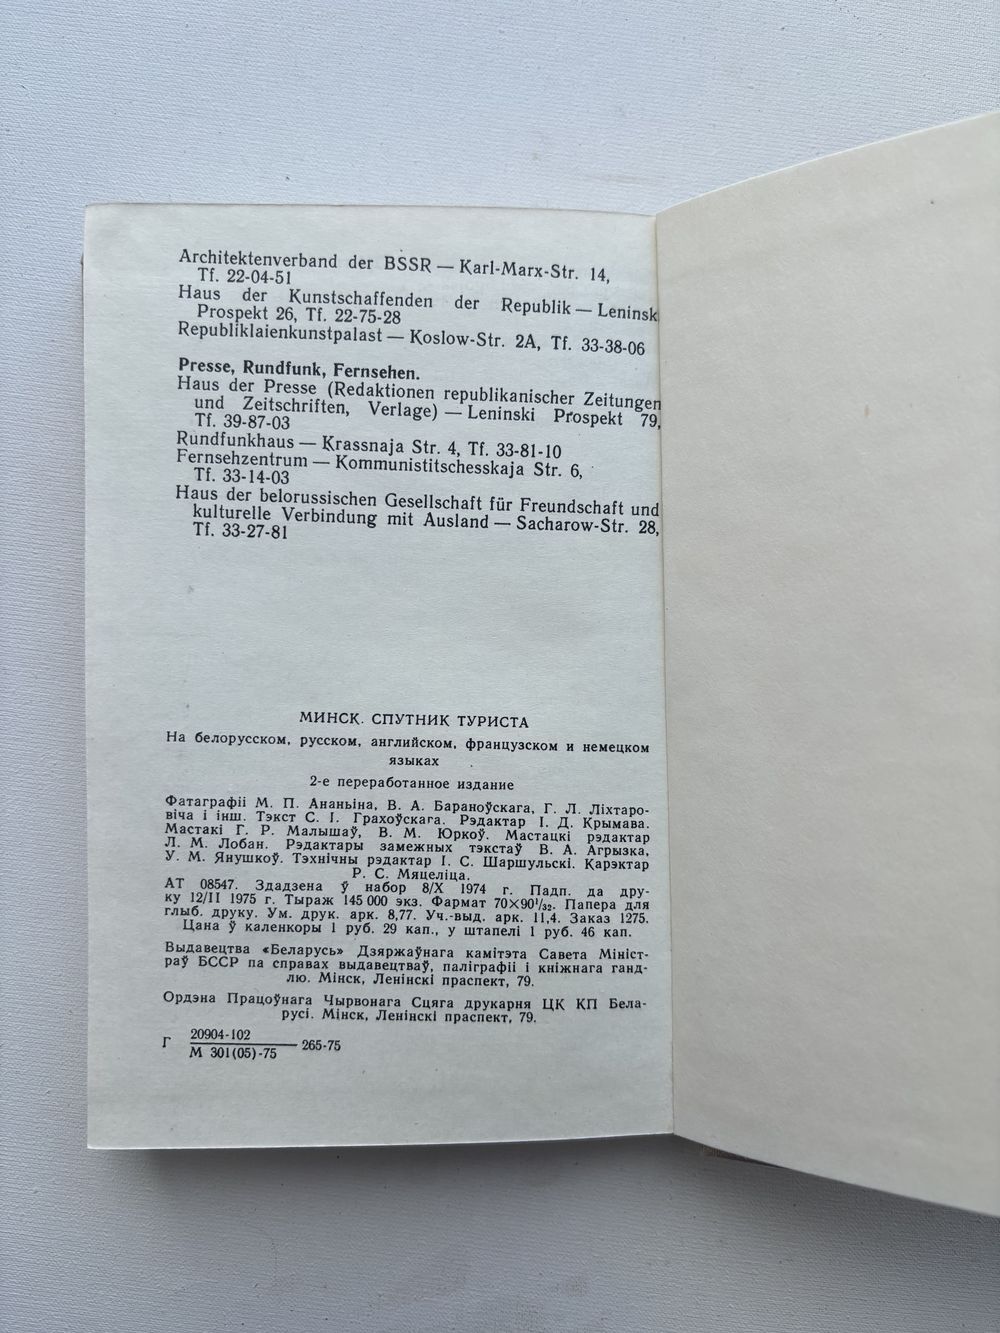 Architektenverband der BSSR — Karl-Marx-Str. 14,
Tf. 22-04-51
Haus der Kunstschaffenden der Republik — Leninsk
Prospekt 26, Tf. 22-75-28
Republiklaienkunstpalast — Koslow-Str. 2A, Tf. 33-38-06
Presse, Rundfunk, Fernsehen.
Haus der Presse (Redaktionen republikanischer Zeitungen
und Zeitschriften, Verlage) — Leninski Prospekt 79,
Tf. 39-87-03
Rundfunkhaus — Krassnaja Str. 4, Tf. 33-81-10
Fernsehzentrum — Kommunistitschesskaja Str. 6,
Tf. 33-14-03
Haus der belorussischen Gesellschaft für Freundschaft und
kulturelle Verbindung mit Ausland — Sacharow-Str. 28,
Tf. 33-27-81
МИНСК. СПУТНИК ТУРИСТА
На белорусском, русском, английском, французском и немецком
языках
2-е переработанное издание
Фатаграфіі М. П. Ананьіна, В. А. Бараноўскага, Г. Л. Ліхтаро-
віча і інш. Тэкст С. І. Грахоўскага. Рэдактар І. Д. Крымава.
Мастакі Г. Р. Малышаў, В. М. Юркоў. Мастацкі рэдактар
Л. М. Лобан. Рэдактары замежных тэкстаў В. А. Агрызка,
У. М. Янушкоў. Тэхнічны рэдактар І. С. Шаршульскі. Карэктар
Р. С. Мяцеліца.
АТ 08547. Здадзена ў набор 8/X 1974 г. Падп. да дру-
ку 12/II 1975 г. Тыраж 145 000 экз. Фармат 70×90¹/₃₂. Папера для
глыб. друку. Ум. друк. арк. 8,77. Уч.-выд. арк. 11,4. Заказ 1275.
Цана ў каленкоры 1 руб. 29 кап., у штапелі 1 руб. 46 кап.
Выдавецтва «Беларусь» Дзяржаўнага камітэта Савета Мініст-
раў БССР па справах выдавецтваў, паліграфіі і кніжнага ганд-
лю. Мінск, Ленінскі праспект, 79.
Ордэна Працоўнага Чырвонага Сцяга друкарня ЦК КП Бела-
русі. Мінск, Ленінскі праспект, 79.
20904-102
Г 265-75
М 301(05)-75